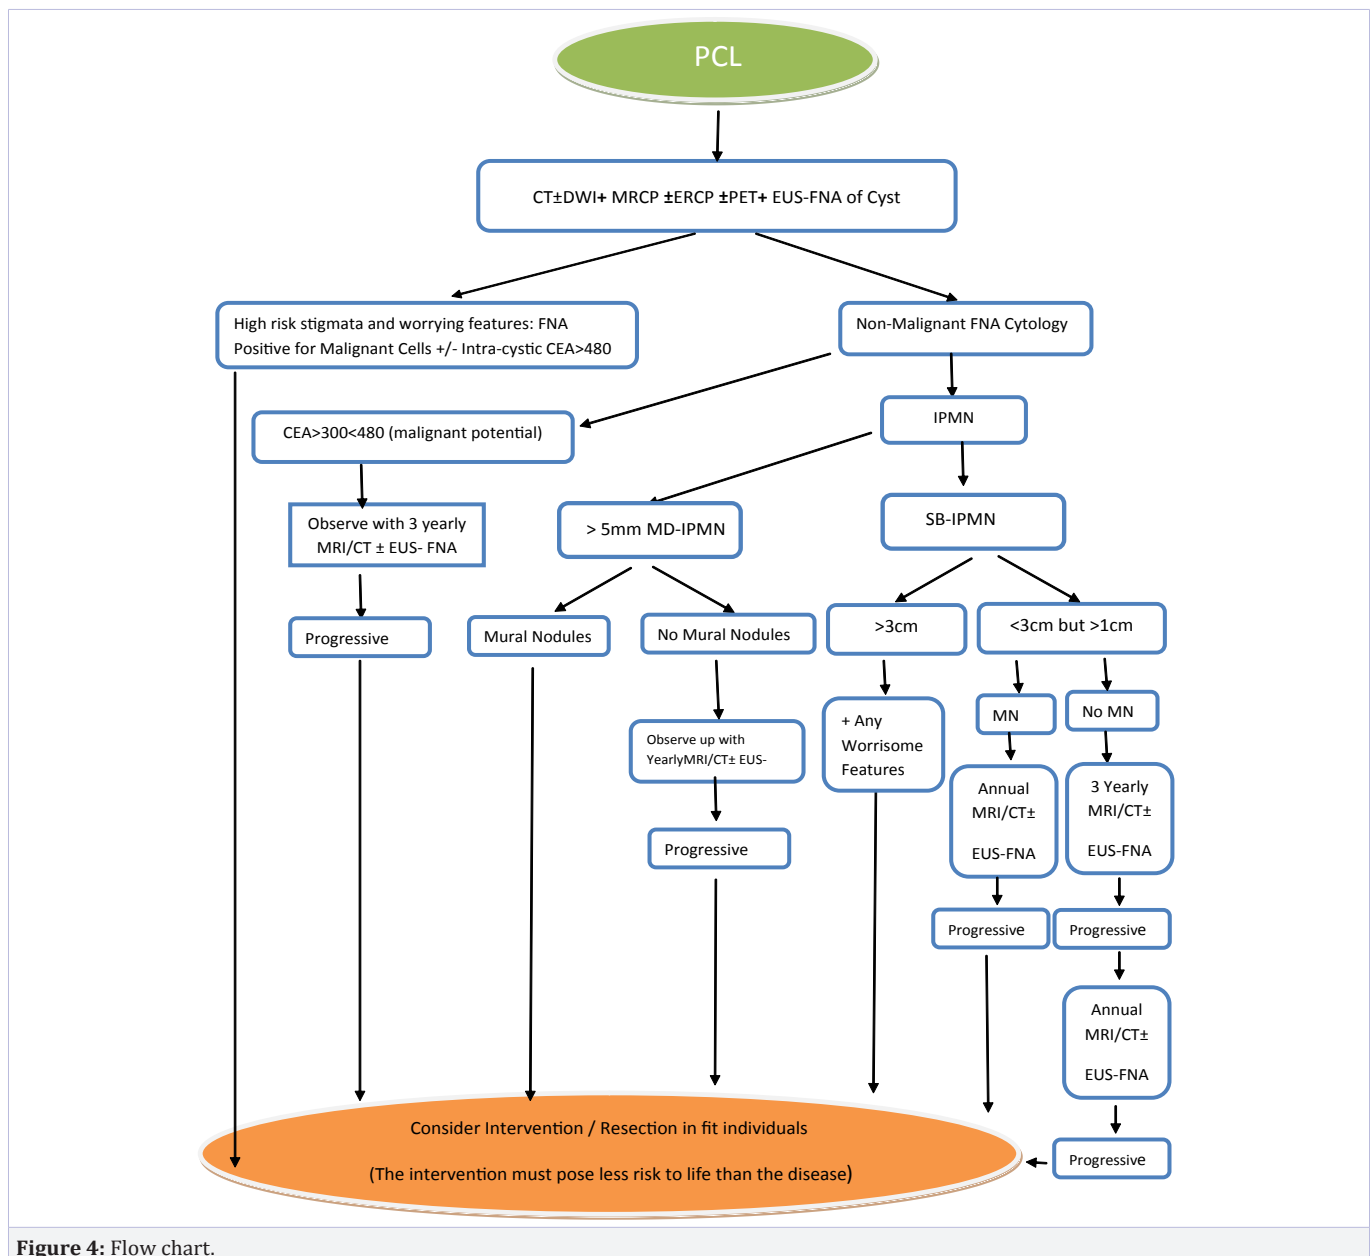 PCL
CT±DWI+ MRCP ±ERCP ±PET+ EUS-FNA of Cyst
High risk stigmata and worrying features: FNA
Positive for Malignant Cells +/- Intra-cystic CEA>480
Non-Malignant FNA Cytology
CEA>300<480 (malignant potential)
IPMN
Observe with 3 yearly
MRI/CT ± EUS- FNA
> 5mm MD-IPMN
SB-IPMN
Progressive
Mural Nodules
No Mural Nodules
>3cm
<3cm but >1cm
Observe up with
YearlyMRI/CT± EUS-
+ Any
Worrisome
Features
MN
No MN
Annual
MRI/CT±
EUS-FNA
3 Yearly
MRI/CT±
EUS-FNA
Progressive
Progressive
Progressive
Annual
MRI/CT±
EUS-FNA
Progressive
Consider Intervention / Resection in fit individuals
(The intervention must pose less risk to life than the disease)
Figure 4: Flow chart.